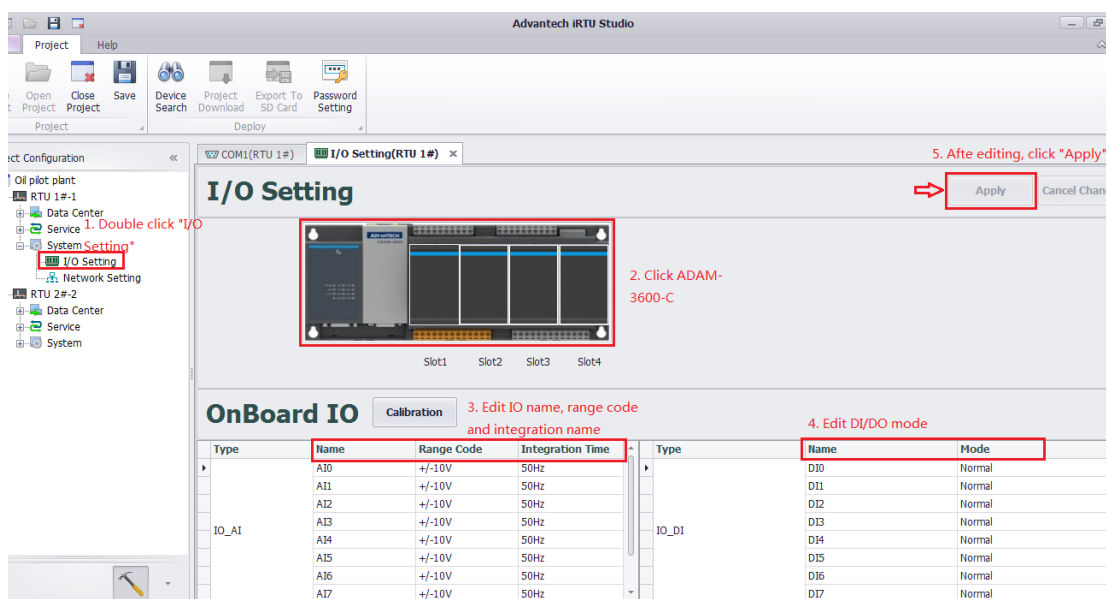 Advantech iRTU Studio
Project Help
Open Project
Close Project
Save
Device Search
Project Download
Export To SD Card
Password Setting
Project
Deploy
ect Configuration «
COM1(RTU 1#) I/O Setting(RTU 1#) ×
5. Afte editing, click "Apply"
Oil pilot plant
RTU 1#-1
Data Center
Service
System
I/O Setting
Network Setting
RTU 2#-2
Data Center
Service
System
1. Double click "I/O
Setting"
I/O Setting
Apply
Cancel Chan
ADVANTECH
2. Click ADAM-
3600-C
Slot1 Slot2 Slot3 Slot4
OnBoard IO
Calibration
3. Edit IO name, range code
and integration name
4. Edit DI/DO mode
Type Name Range Code Integration Time Type Name Mode
AI0 +/-10V 50Hz DI0 Normal
AI1 +/-10V 50Hz DI1 Normal
AI2 +/-10V 50Hz DI2 Normal
AI3 +/-10V 50Hz DI3 Normal
IO_AI IO_DI
AI4 +/-10V 50Hz DI4 Normal
AI5 +/-10V 50Hz DI5 Normal
AI6 +/-10V 50Hz DI6 Normal
AI7 +/-10V 50Hz DI7 Normal